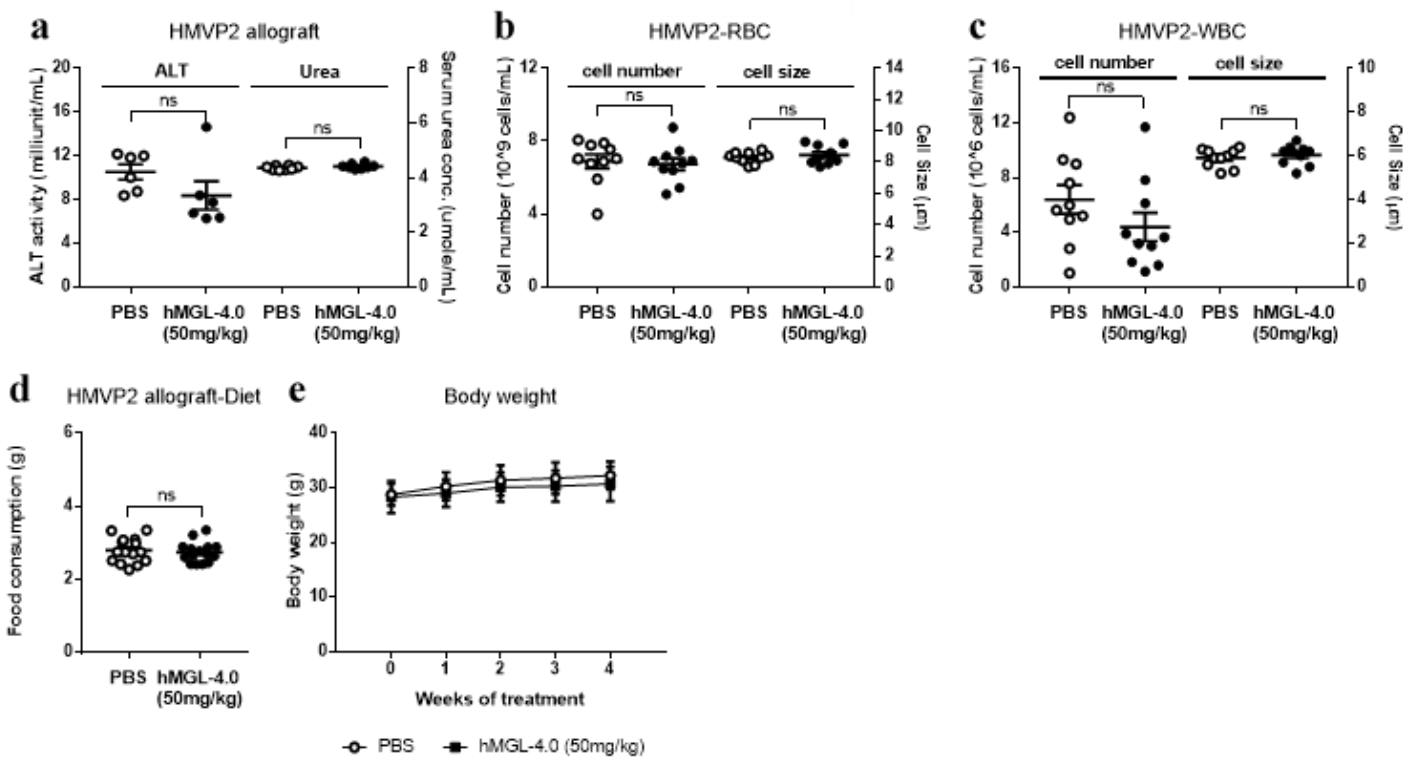 a
HMVP2 allograft
ALT
Urea
ns
ns
20
16
12
8
4
0
ALT activity (milliunit/mL)
8
6
4
2
0
Serum urea conc. (umole/mL)
PBS
hMGL-4.0
(50mg/kg)
PBS
hMGL-4.0
(50mg/kg)
b
HMVP2-RBC
cell number
cell size
ns
ns
12
8
4
0
Cell number (10^9 cells/mL)
14
12
10
8
6
4
2
0
Cell Size (μm)
PBS
hMGL-4.0
(50mg/kg)
PBS
hMGL-4.0
(50mg/kg)
c
HMVP2-WBC
cell number
cell size
ns
ns
16
12
8
4
0
Cell number (10^6 cells/mL)
10
8
6
4
2
0
Cell Size (μm)
PBS
hMGL-4.0
(50mg/kg)
PBS
hMGL-4.0
(50mg/kg)
d
HMVP2 allograft-Diet
ns
6
4
2
0
Food consumption (g)
PBS
hMGL-4.0
(50mg/kg)
e
Body weight
40
30
20
10
0
Body weight (g)
0
1
2
3
4
Weeks of treatment
PBS
hMGL-4.0 (50mg/kg)